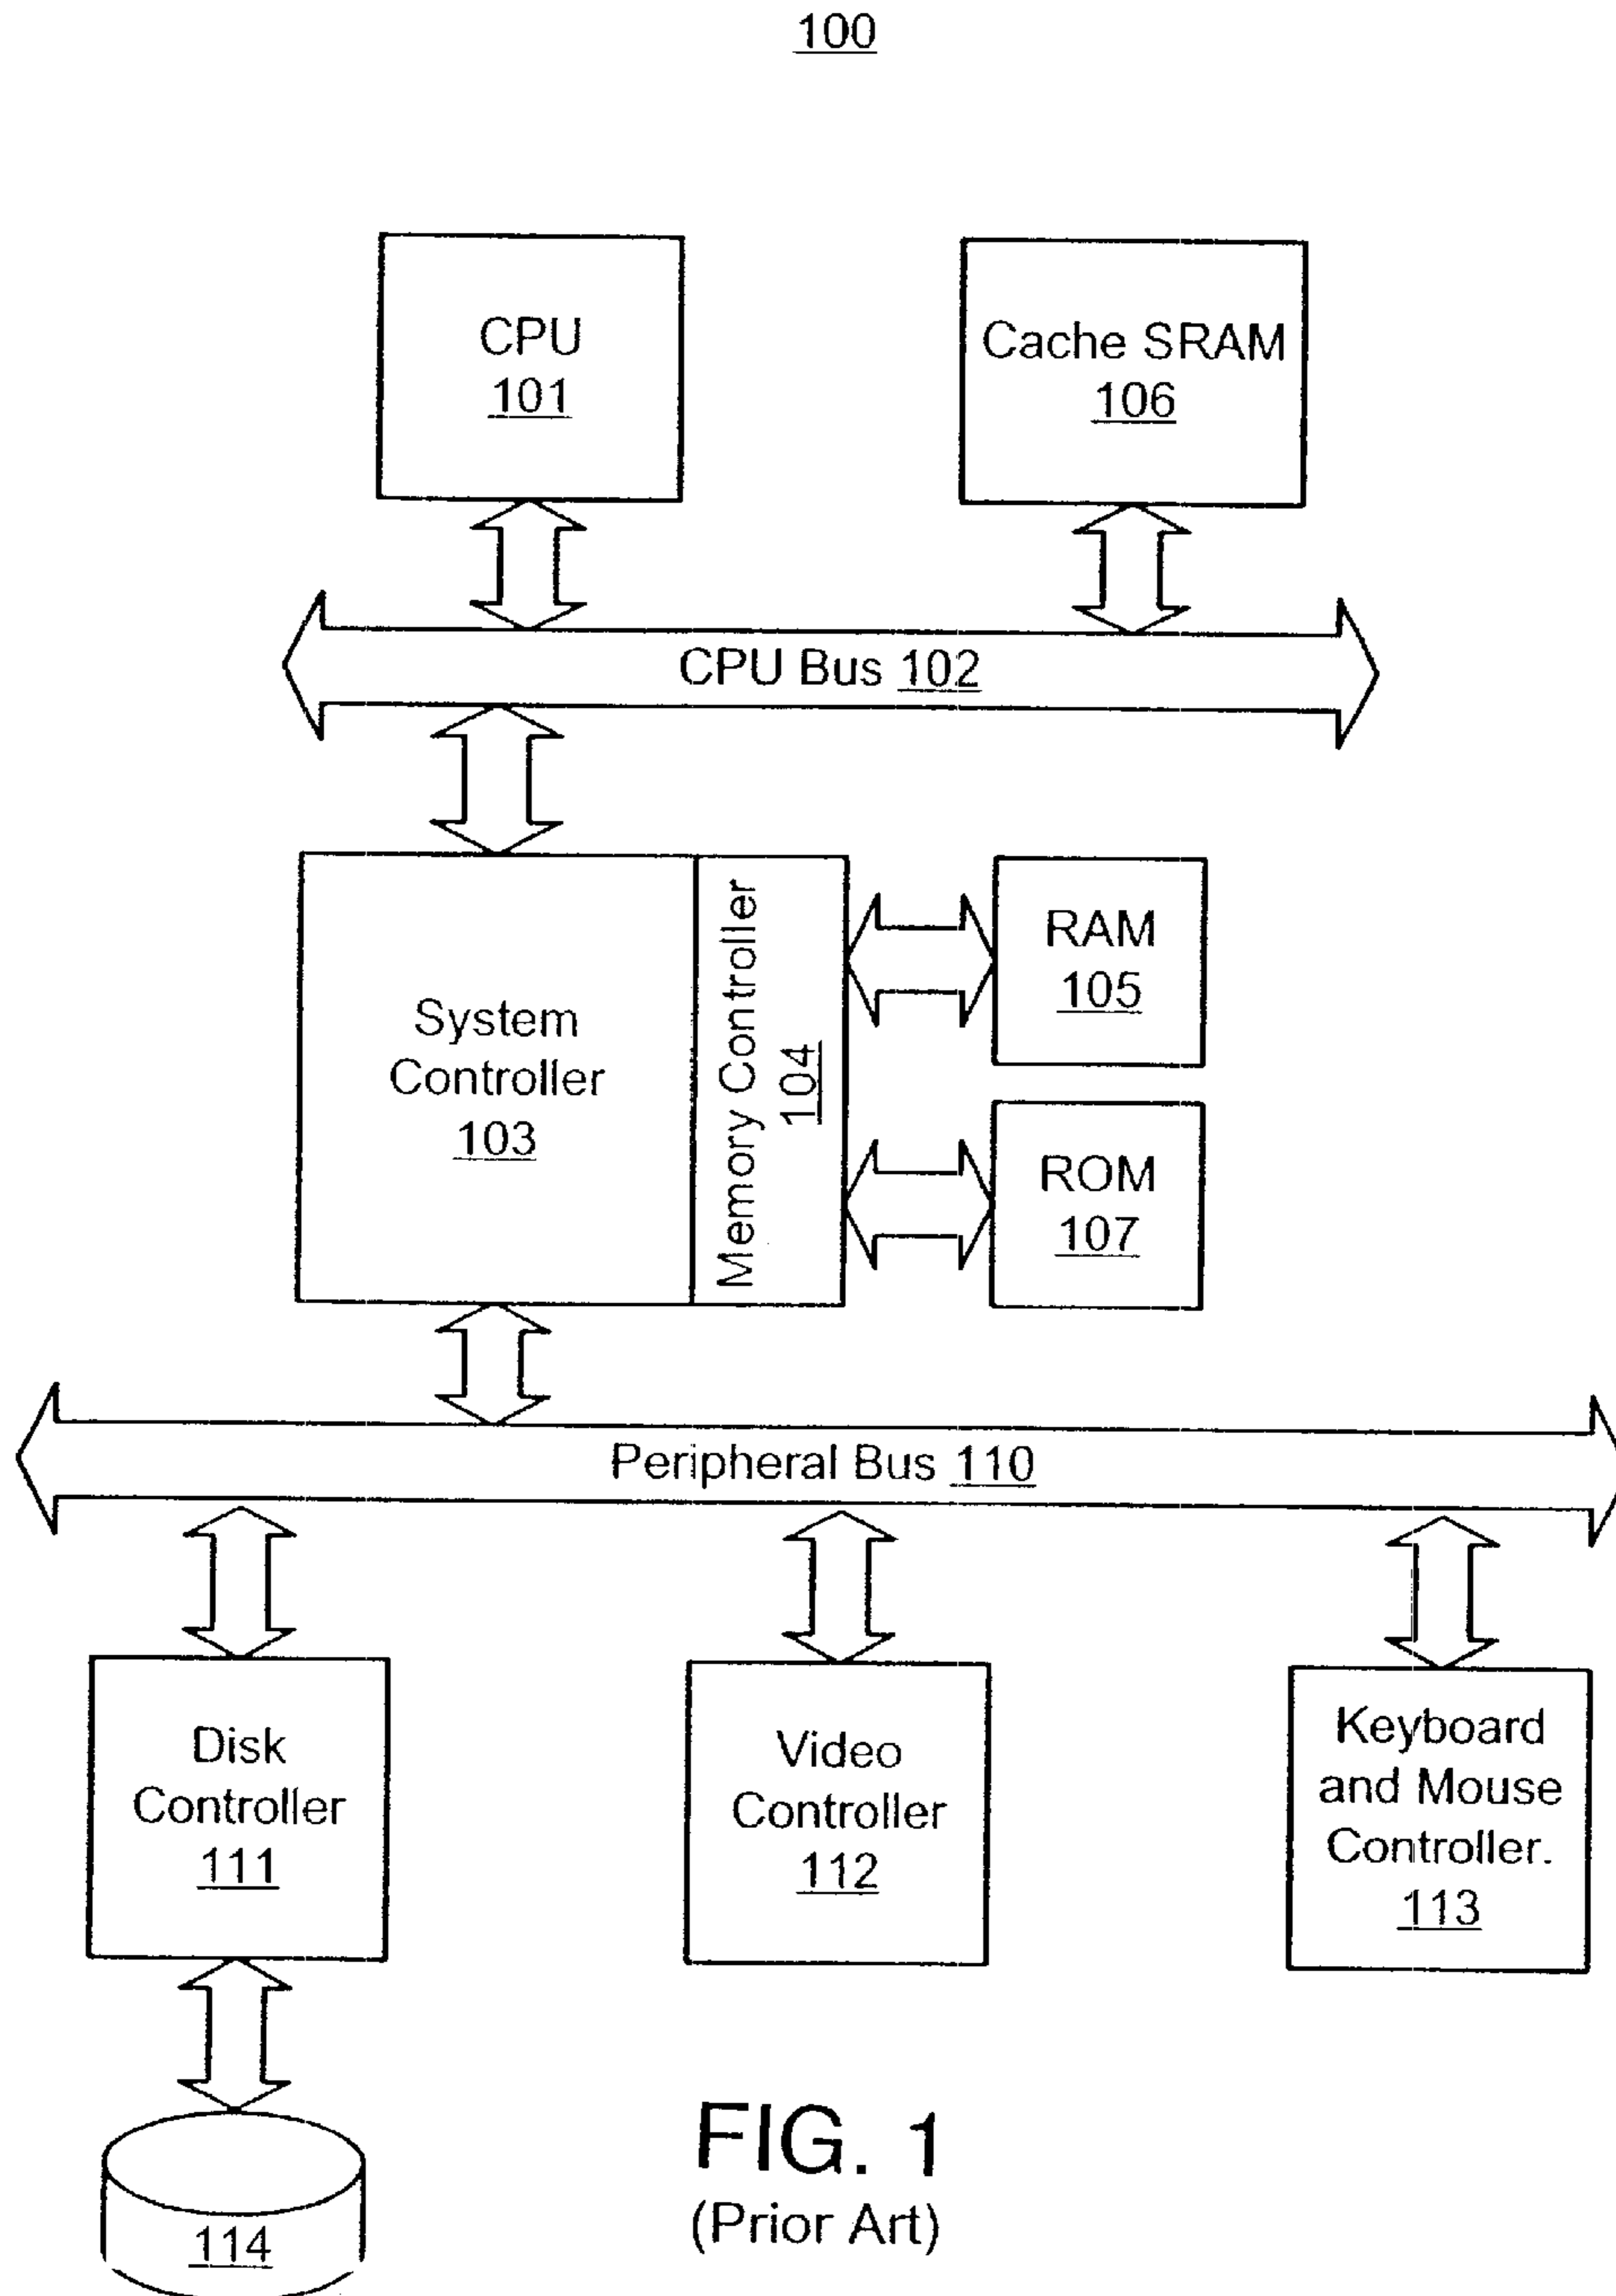 100
CPU
101
Cache SRAM
106
CPU Bus 102
System
Controller
103
Memory Controller
104
RAM
105
ROM
107
Peripheral Bus 110
Disk
Controller
111
Video
Controller
112
Keyboard
and Mouse
Controller.
113
114
FIG. 1
(Prior Art)